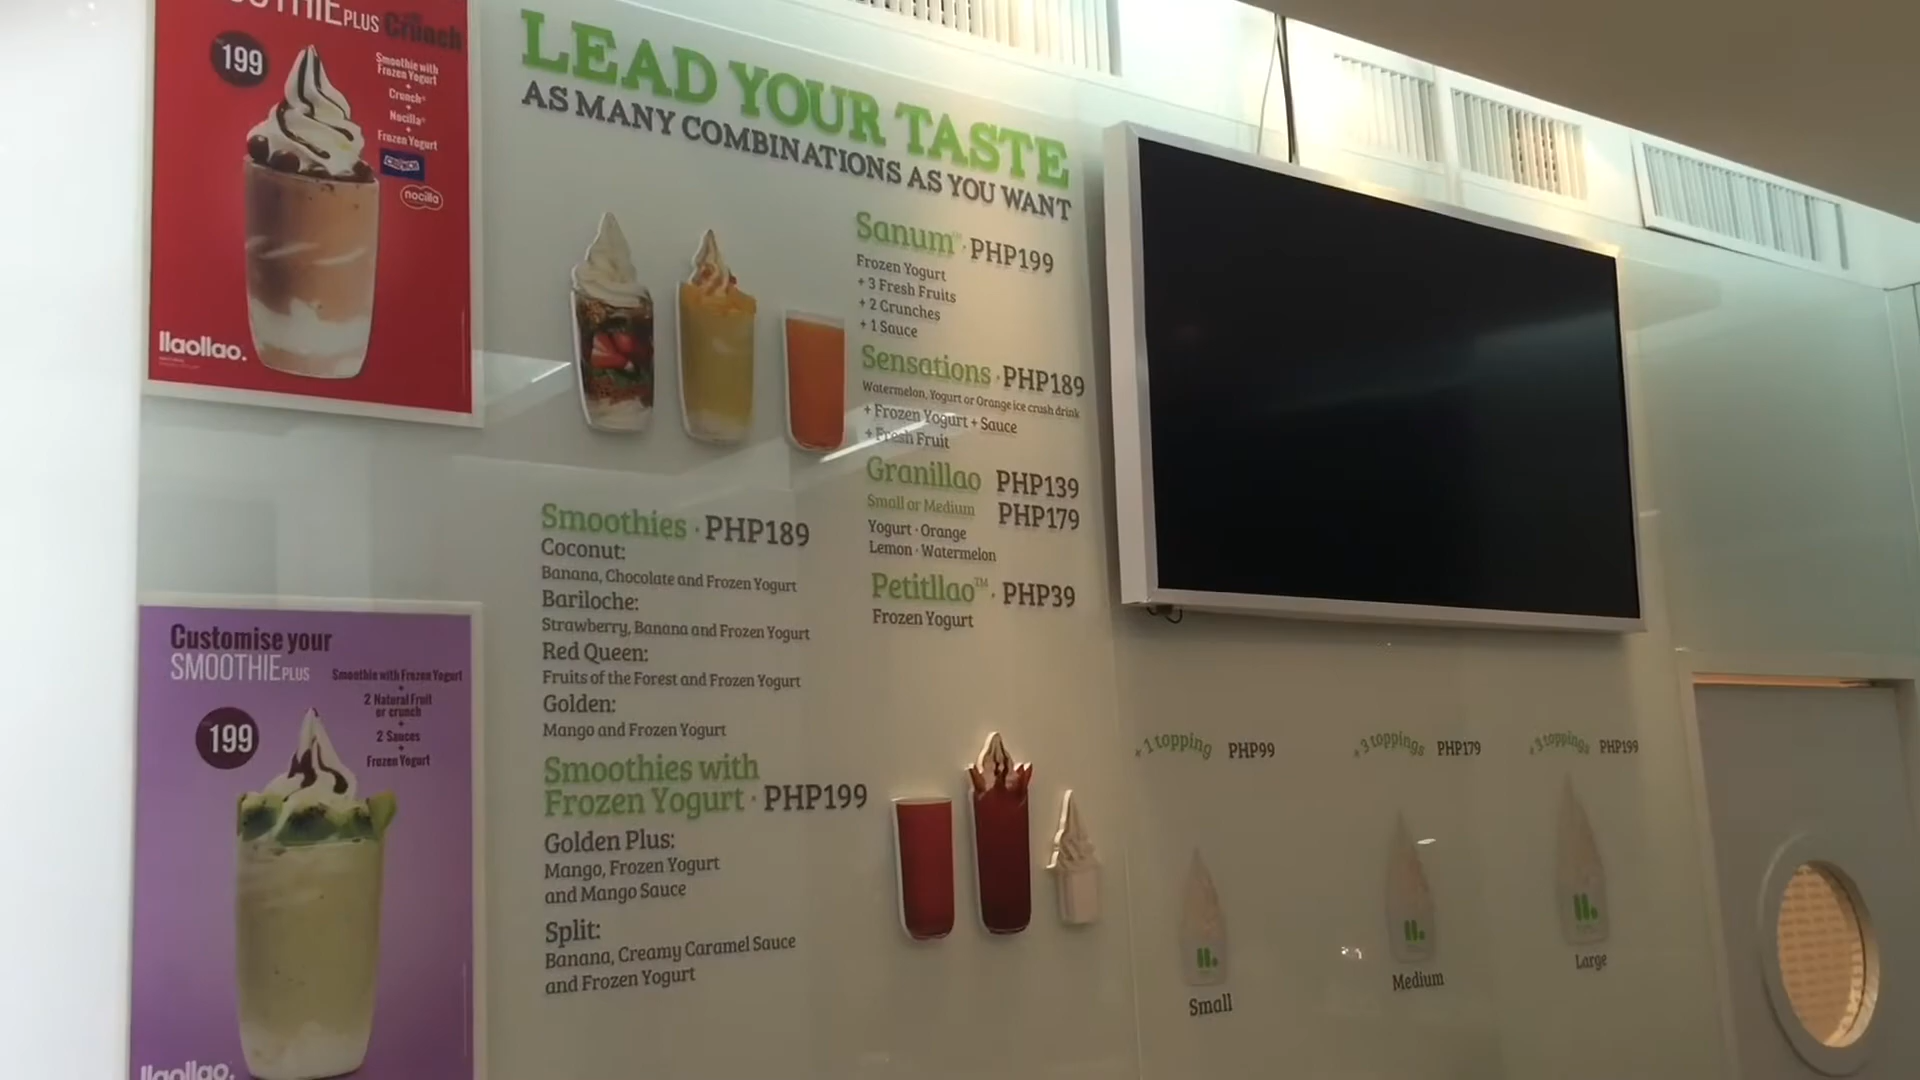 SMOOTHIE PLUS Crunch
199
Smoothie with
Frozen Yogurt
+
Crunch®
+
Nocilla®
+
Frozen Yogurt
CRUNCH
nocilla
llaollao.
LEAD YOUR TASTE
AS MANY COMBINATIONS AS YOU WANT
Sanum™ · PHP199
Frozen Yogurt
+ 3 Fresh Fruits
+ 2 Crunches
+ 1 Sauce
Sensations · PHP189
Watermelon, Yogurt or Orange ice crush drink
+ Frozen Yogurt + Sauce
+ Fresh Fruit
Granillao PHP139
Small or Medium PHP179
Yogurt · Orange
Lemon · Watermelon
Petitllao™ · PHP39
Frozen Yogurt
Smoothies · PHP189
Coconut:
Banana, Chocolate and Frozen Yogurt
Bariloche:
Strawberry, Banana and Frozen Yogurt
Red Queen:
Fruits of the Forest and Frozen Yogurt
Golden:
Mango and Frozen Yogurt
Smoothies with
Frozen Yogurt · PHP199
Golden Plus:
Mango, Frozen Yogurt
and Mango Sauce
Split:
Banana, Creamy Caramel Sauce
and Frozen Yogurt
Customise your
SMOOTHIE PLUS
199
Smoothie with Frozen Yogurt
+
2 Natural Fruit
or crunch
+
2 Sauces
+
Frozen Yogurt
llaollao.
+ 1 topping PHP99
+ 3 toppings PHP179
+ 3 toppings PHP199
Small
Medium
Large